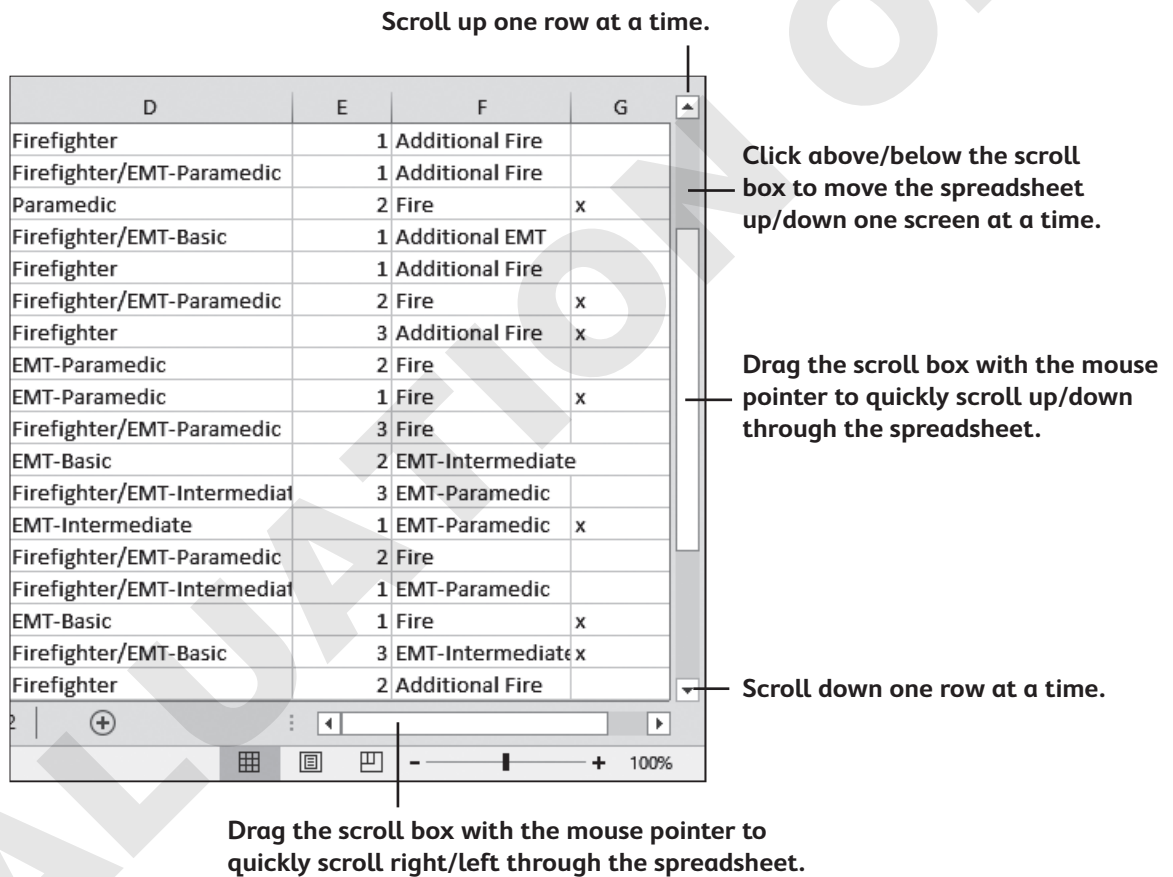 Scroll up one row at a time.
D E F G
Firefighter 1 Additional Fire
Firefighter/EMT-Paramedic 1 Additional Fire
Paramedic 2 Fire x
Firefighter/EMT-Basic 1 Additional EMT
Firefighter 1 Additional Fire
Firefighter/EMT-Paramedic 2 Fire x
Firefighter 3 Additional Fire x
EMT-Paramedic 2 Fire
EMT-Paramedic 1 Fire x
Firefighter/EMT-Paramedic 3 Fire
EMT-Basic 2 EMT-Intermediate
Firefighter/EMT-Intermediat 3 EMT-Paramedic
EMT-Intermediate 1 EMT-Paramedic x
Firefighter/EMT-Paramedic 2 Fire
Firefighter/EMT-Intermediat 1 EMT-Paramedic
EMT-Basic 1 Fire x
Firefighter/EMT-Basic 3 EMT-Intermediate x
Firefighter 2 Additional Fire
100%
Click above/below the scroll
box to move the spreadsheet
up/down one screen at a time.
Drag the scroll box with the mouse
pointer to quickly scroll up/down
through the spreadsheet.
Scroll down one row at a time.
Drag the scroll box with the mouse pointer to
quickly scroll right/left through the spreadsheet.